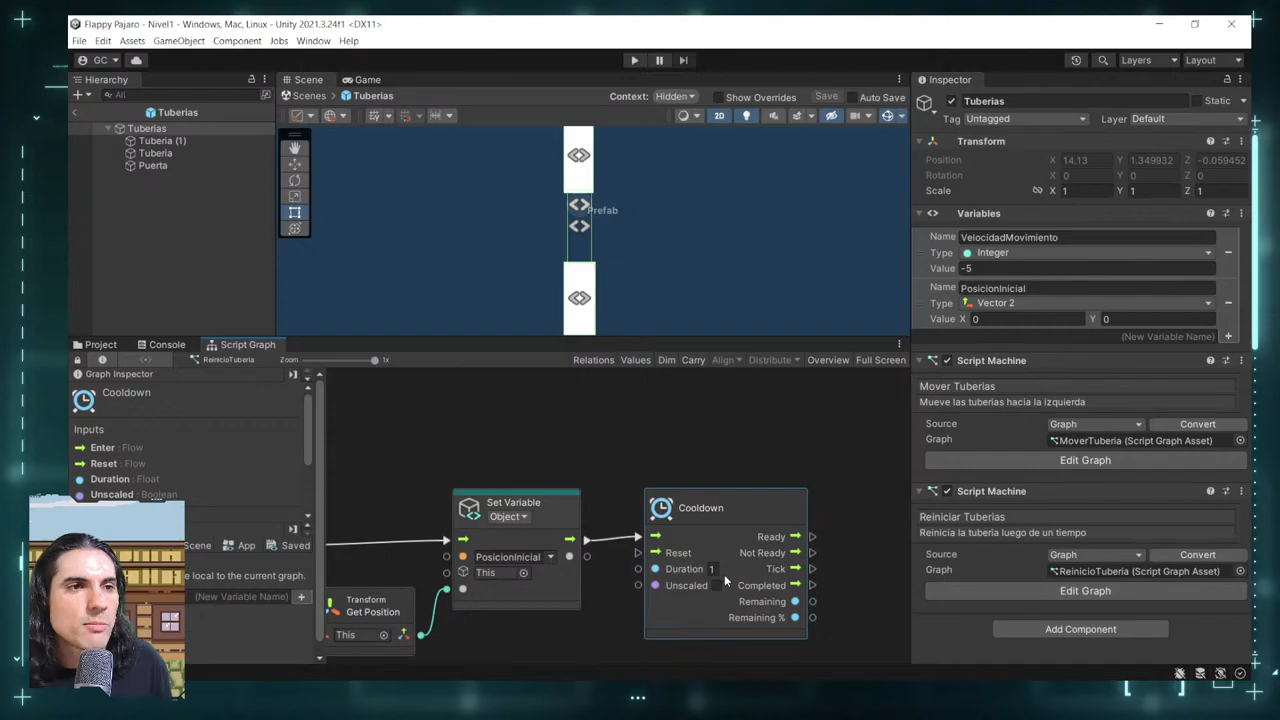 Flappy Pajaro - Nivel1 - Windows, Mac, Linux - Unity 2021.3.24f1 <DX11>
File Edit Assets GameObject Component Jobs Window Help
GC Layers Layout
Hierarchy
All
Tuberias
Tuberias
Tuberia (1)
Tuberia
Puerta
Scene Game
Scenes Tuberias Context: Hidden Show Overrides Save Auto Save
2D
Prefab
Project Console Script Graph
ReinicioTuberia Zoom 1x Relations Values Dim Carry Align Distribute Overview Full Screen
Graph Inspector
Cooldown
Inputs
Enter : Flow
Reset : Flow
Duration : Float
Unscaled : Boolean
Scene App Saved
local to the current graph.
(New Variable Name)
Transform
Get Position
This
Set Variable
Object
PosicionInicial
This
Cooldown
Ready
Reset Not Ready
Duration 1 Tick
Unscaled Completed
Remaining
Remaining %
Inspector
Tuberias Static
Tag Untagged Layer Default
Transform
Position X 14.13 Y 1.349932 Z -0.059452
Rotation X 0 Y 0 Z 0
Scale X 1 Y 1 Z 1
Variables
Name VelocidadMovimiento
Type Integer
Value -5
Name PosicionInicial
Type Vector 2
Value X 0 Y 0
(New Variable Name)
Script Machine
Mover Tuberias
Mueve las tuberias hacia la izquierda
Source Graph Convert
Graph MoverTuberia (Script Graph Asset)
Edit Graph
Script Machine
Reiniciar Tuberias
Reinicia la tuberia luego de un tiempo
Source Graph Convert
Graph ReinicioTuberia (Script Graph Asset)
Edit Graph
Add Component